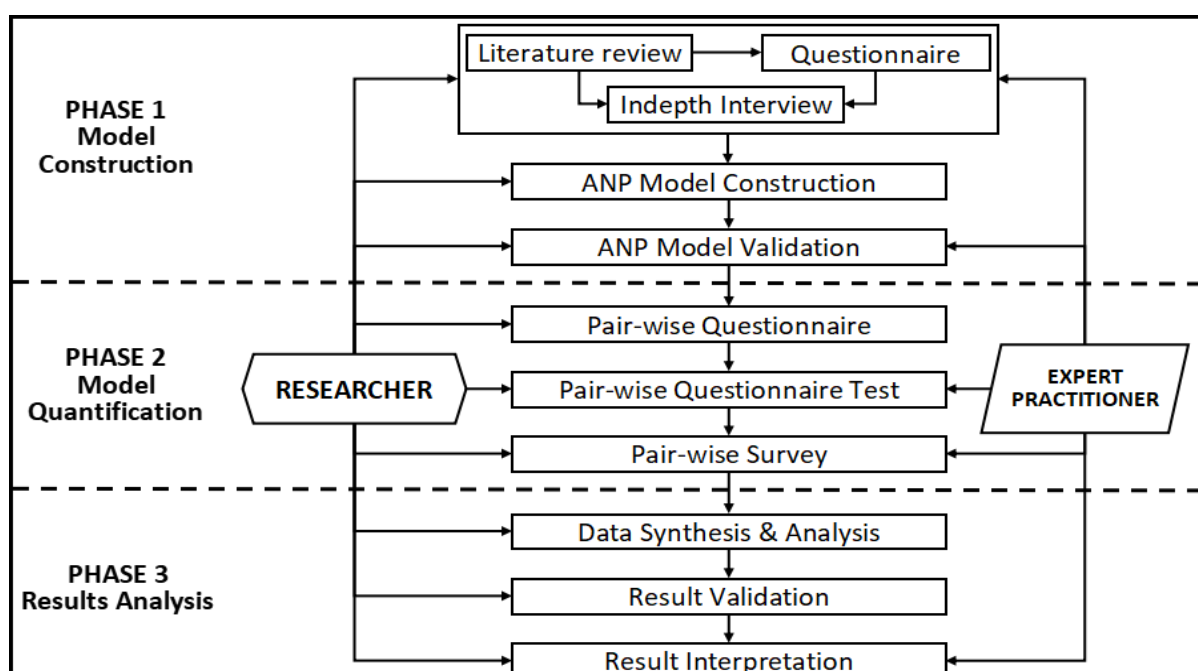 Literature review
Questionnaire
Indepth Interview
PHASE 1
Model
Construction
ANP Model Construction
ANP Model Validation
Pair-wise Questionnaire
PHASE 2
Model
Quantification
RESEARCHER
Pair-wise Questionnaire Test
EXPERT
PRACTITIONER
Pair-wise Survey
Data Synthesis & Analysis
PHASE 3
Results Analysis
Result Validation
Result Interpretation